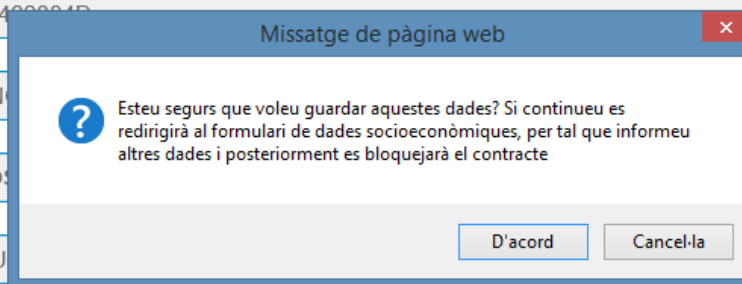 Missatge de pàgina web
Esteu segurs que voleu guardar aquestes dades? Si continueu es
redirigirà al formulari de dades socioeconòmiques, per tal que informeu
altres dades i posteriorment es bloquejarà el contracte
D'acord
Cancel·la